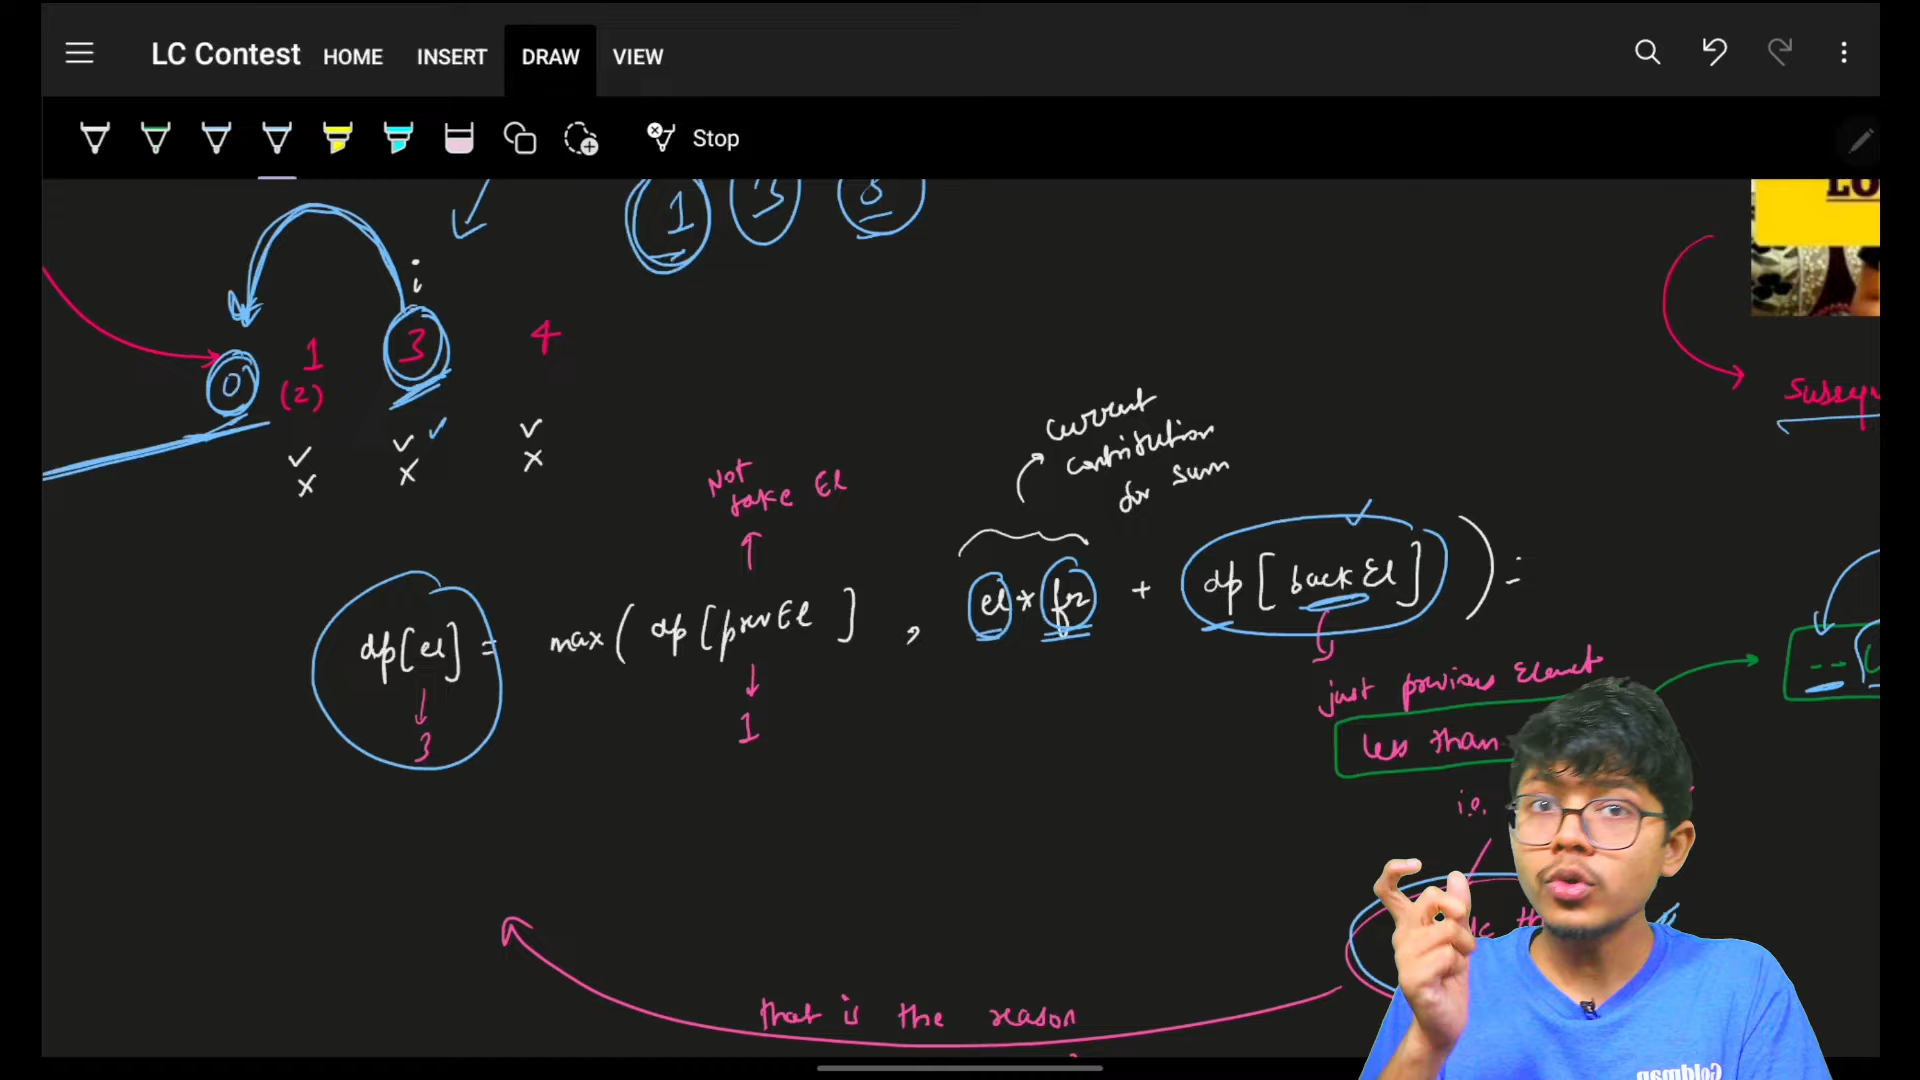 LC Contest HOME INSERT DRAW VIEW
Stop
LO
1 3 8
i
0 1 3 4
(2)
Not
take El
current
contribution
for sum
dp[el] = max( dp[prevEl] , el * fr + dp[backEl] ) =
3
1
just previous Element
less than
i.e.
that is the reason
Goldman